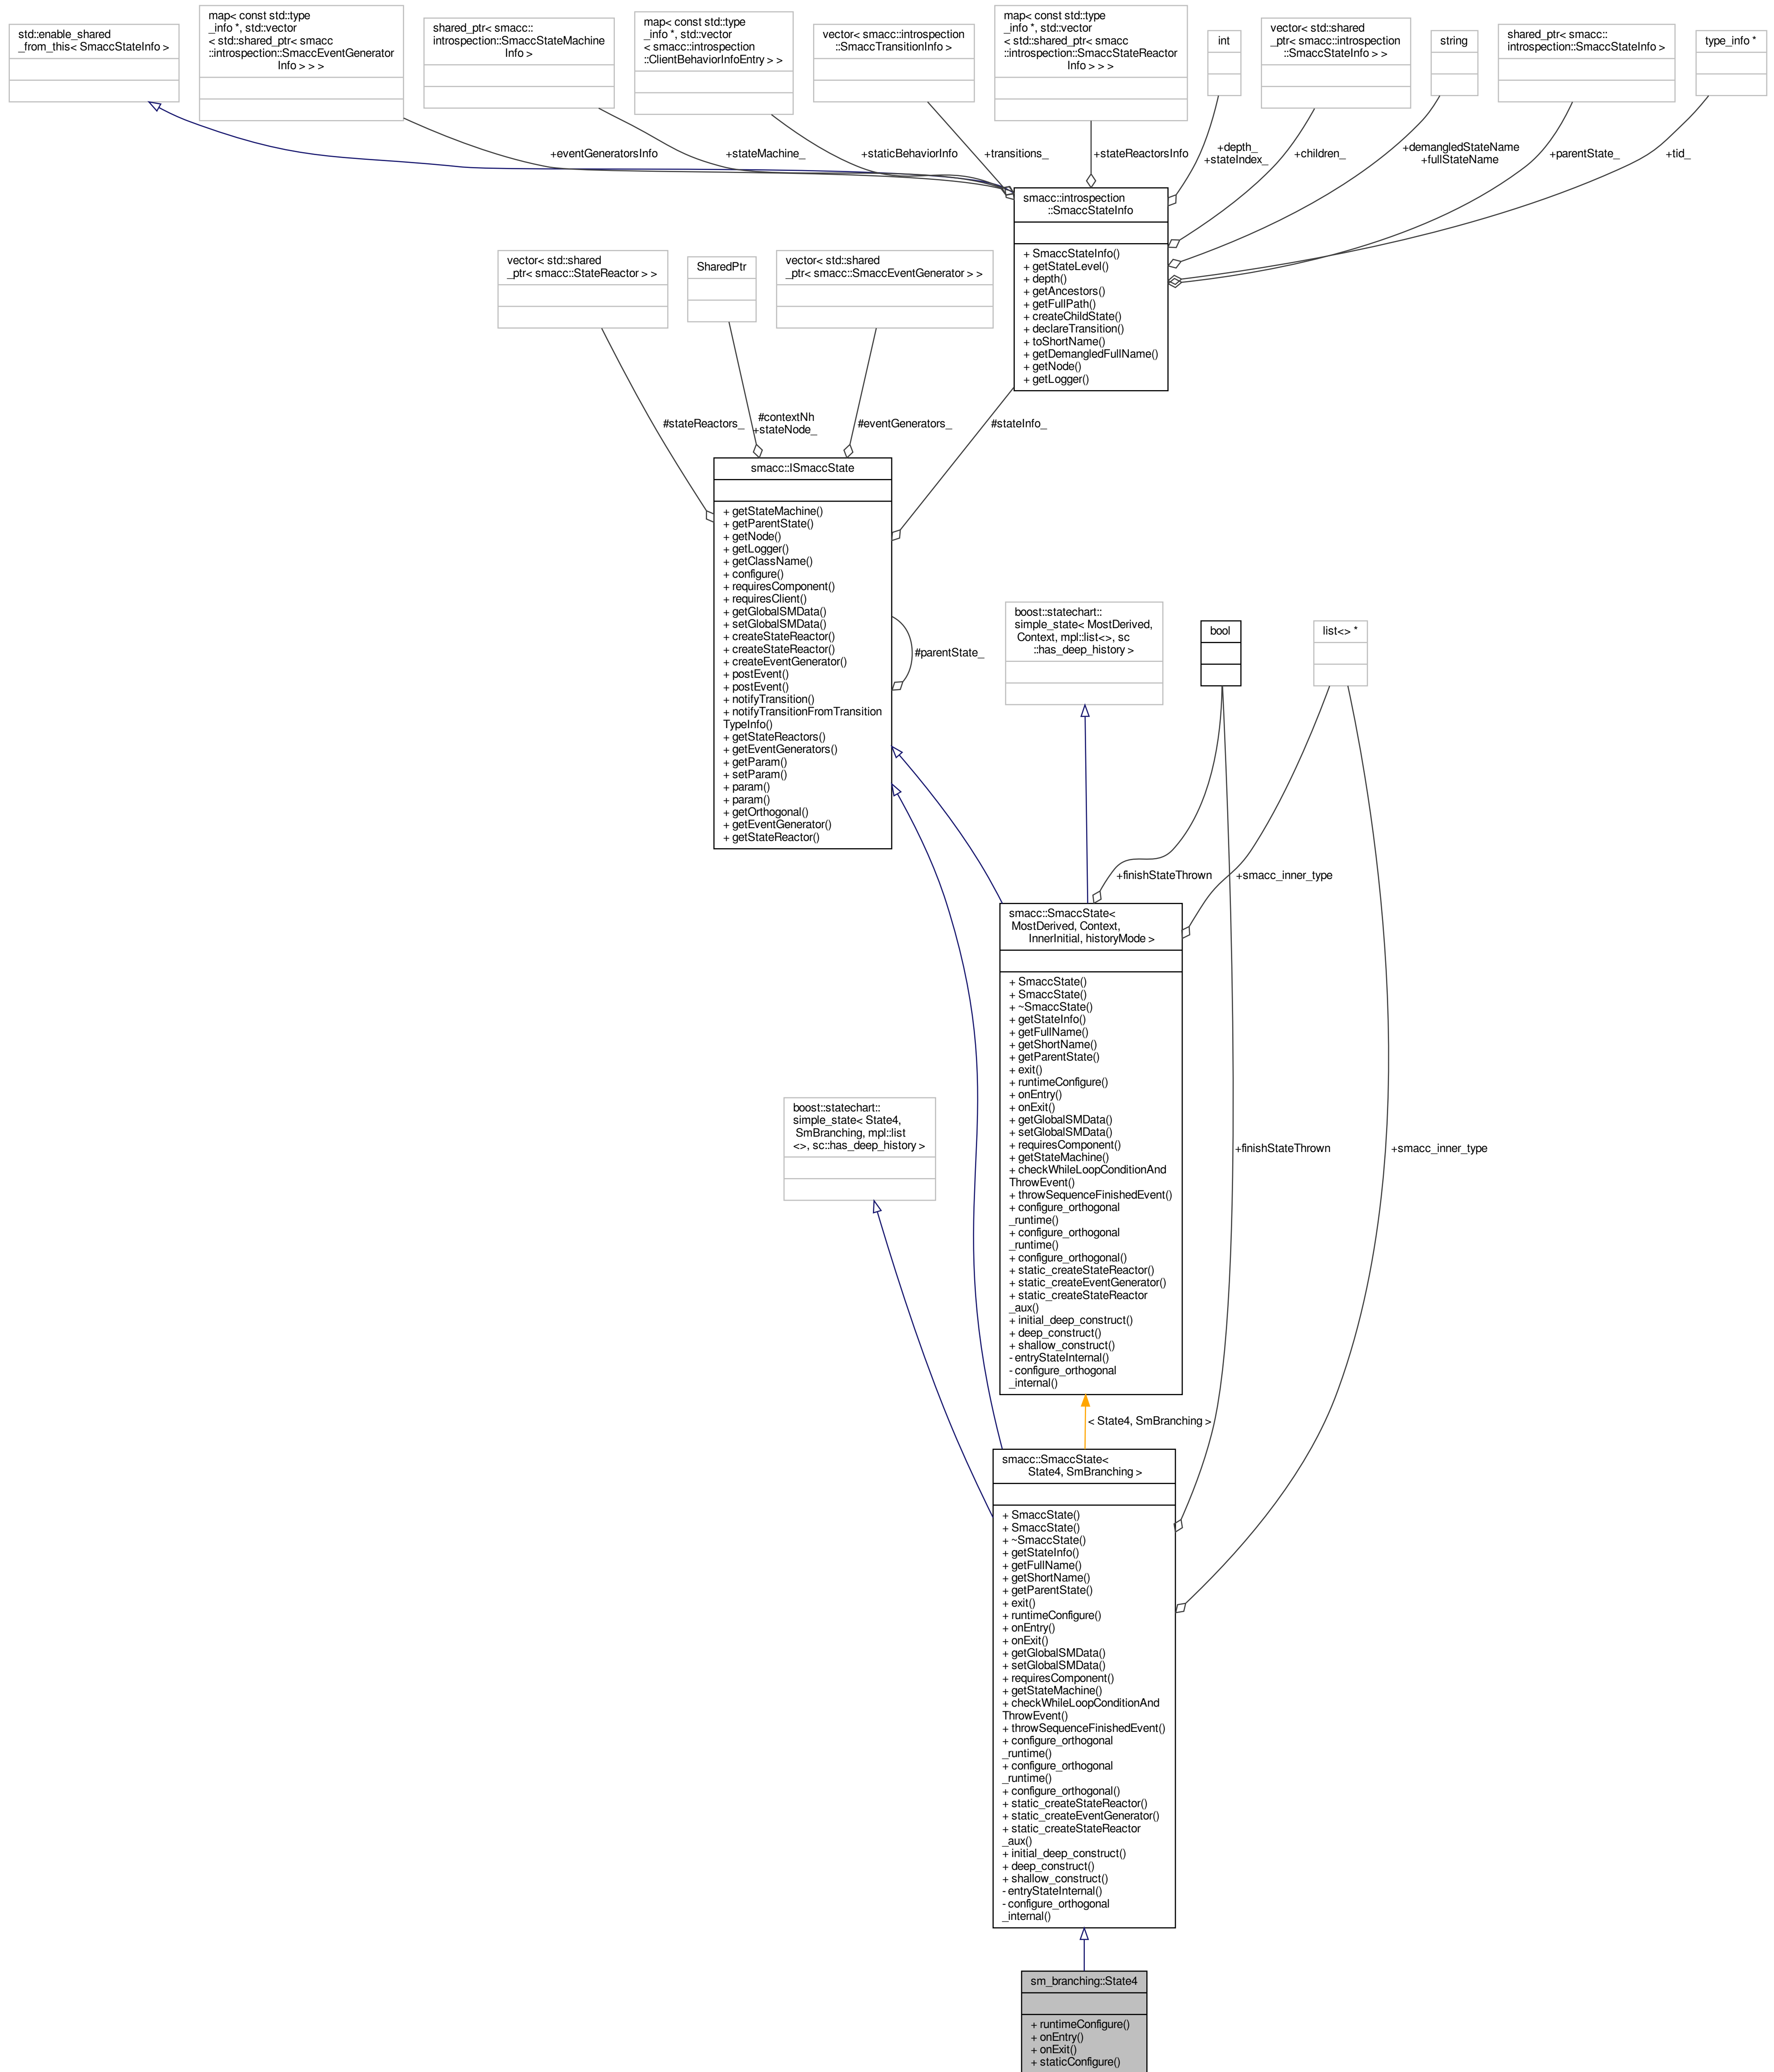 std::enable_shared
_from_this< SmaccStateInfo >
map< const std::type
_info *, std::vector
< std::shared_ptr< smacc
::introspection::SmaccEventGenerator
Info > > >
shared_ptr< smacc::
introspection::SmaccStateMachine
Info >
map< const std::type
_info *, std::vector
< smacc::introspection
::ClientBehaviorInfoEntry > >
vector< smacc::introspection
::SmaccTransitionInfo >
map< const std::type
_info *, std::vector
< std::shared_ptr< smacc
::introspection::SmaccStateReactor
Info > > >
int
vector< std::shared
_ptr< smacc::introspection
::SmaccStateInfo > >
string
shared_ptr< smacc::
introspection::SmaccStateInfo >
type_info *
+eventGeneratorsInfo
+stateMachine_
+staticBehaviorInfo
+transitions_
+stateReactorsInfo
+depth_
+stateIndex_
+children_
+demangledStateName
+fullStateName
+parentState_
+tid_
smacc::introspection
::SmaccStateInfo
+ SmaccStateInfo()
+ getStateLevel()
+ depth()
+ getAncestors()
+ getFullPath()
+ createChildState()
+ declareTransition()
+ toShortName()
+ getDemangledFullName()
+ getNode()
+ getLogger()
vector< std::shared
_ptr< smacc::StateReactor > >
SharedPtr
vector< std::shared
_ptr< smacc::SmaccEventGenerator > >
#stateReactors_
#contextNh
+stateNode_
#eventGenerators_
#stateInfo_
smacc::ISmaccState
+ getStateMachine()
+ getParentState()
+ getNode()
+ getLogger()
+ getClassName()
+ configure()
+ requiresComponent()
+ requiresClient()
+ getGlobalSMData()
+ setGlobalSMData()
+ createStateReactor()
+ createStateReactor()
+ createEventGenerator()
+ postEvent()
+ postEvent()
+ notifyTransition()
+ notifyTransitionFromTransition
TypeInfo()
+ getStateReactors()
+ getEventGenerators()
+ getParam()
+ setParam()
+ param()
+ param()
+ getOrthogonal()
+ getEventGenerator()
+ getStateReactor()
#parentState_
boost::statechart::
simple_state< MostDerived,
Context, mpl::list<>, sc
::has_deep_history >
bool
list<> *
+finishStateThrown
+smacc_inner_type
smacc::SmaccState<
MostDerived, Context,
InnerInitial, historyMode >
+ SmaccState()
+ SmaccState()
+ ~SmaccState()
+ getStateInfo()
+ getFullName()
+ getShortName()
+ getParentState()
+ exit()
+ runtimeConfigure()
+ onEntry()
+ onExit()
+ getGlobalSMData()
+ setGlobalSMData()
+ requiresComponent()
+ getStateMachine()
+ checkWhileLoopConditionAnd
ThrowEvent()
+ throwSequenceFinishedEvent()
+ configure_orthogonal
_runtime()
+ configure_orthogonal
_runtime()
+ configure_orthogonal()
+ static_createStateReactor()
+ static_createEventGenerator()
+ static_createStateReactor
_aux()
+ initial_deep_construct()
+ deep_construct()
+ shallow_construct()
- entryStateInternal()
- configure_orthogonal
_internal()
boost::statechart::
simple_state< State4,
SmBranching, mpl::list
<>, sc::has_deep_history >
+finishStateThrown
+smacc_inner_type
< State4, SmBranching >
smacc::SmaccState<
State4, SmBranching >
+ SmaccState()
+ SmaccState()
+ ~SmaccState()
+ getStateInfo()
+ getFullName()
+ getShortName()
+ getParentState()
+ exit()
+ runtimeConfigure()
+ onEntry()
+ onExit()
+ getGlobalSMData()
+ setGlobalSMData()
+ requiresComponent()
+ getStateMachine()
+ checkWhileLoopConditionAnd
ThrowEvent()
+ throwSequenceFinishedEvent()
+ configure_orthogonal
_runtime()
+ configure_orthogonal
_runtime()
+ configure_orthogonal()
+ static_createStateReactor()
+ static_createEventGenerator()
+ static_createStateReactor
_aux()
+ initial_deep_construct()
+ deep_construct()
+ shallow_construct()
- entryStateInternal()
- configure_orthogonal
_internal()
sm_branching::State4
+ runtimeConfigure()
+ onEntry()
+ onExit()
+ staticConfigure()